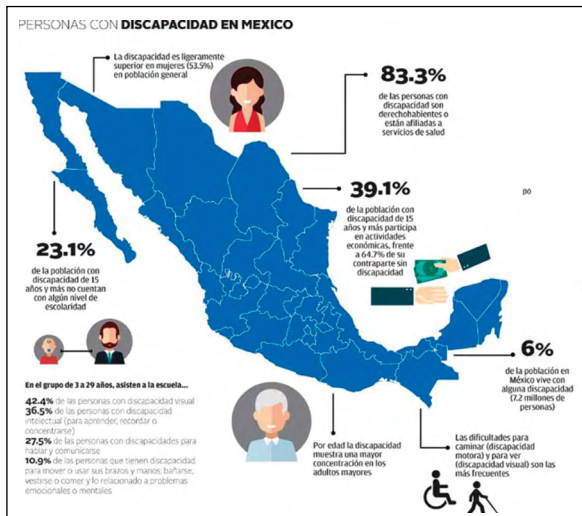 PERSONAS CON DISCAPACIDAD EN MEXICO
La discapacidad es ligeramente
superior en mujeres (53,5%)
en población general
83.3%
de las personas con
discapacidad son
derechohabientes o
están afiliadas a
servicios de salud
39.1%
de la población con
discapacidad de 15
años y más participa
en actividades
económicas, frente
a 64.7% de su
contraparte sin
discapacidad
po
23.1%
de la población con
discapacidad de 15
años y más no cuentan
con algún nivel de
escolaridad
6%
de la población en
México vive con
alguna discapacidad
(7.2 millones de
personas)
En el grupo de 3 a 29 años, asisten a la escuela...
42.4% de las personas con discapacidad visual
36.5% de las personas con discapacidad
intelectual (para aprender, recordar o
concentrarse)
27.5% de las personas con discapacidades para
hablar y comunicarse
10.9% de las personas que tienen discapacidad
para mover o usar sus brazos y manos; bañarse,
vestirse o comer y lo relacionado a problemas
emocionales o mentales
Por edad la discapacidad
muestra una mayor
concentración en los
adultos mayores
Las dificultades para
caminar (discapacidad
motora) y para ver
(discapacidad visual) son las
más frecuentes